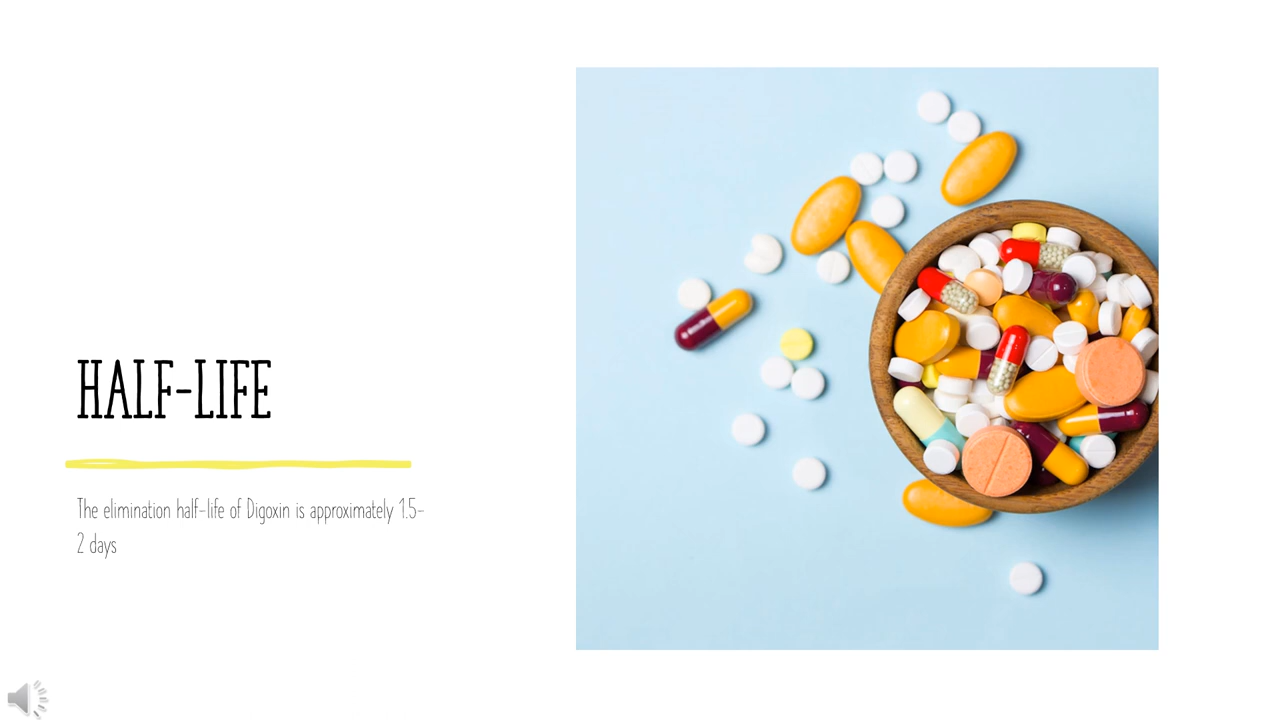 HALF-LIFE
The elimination half-life of Digoxin is approximately 1.5-
2 days